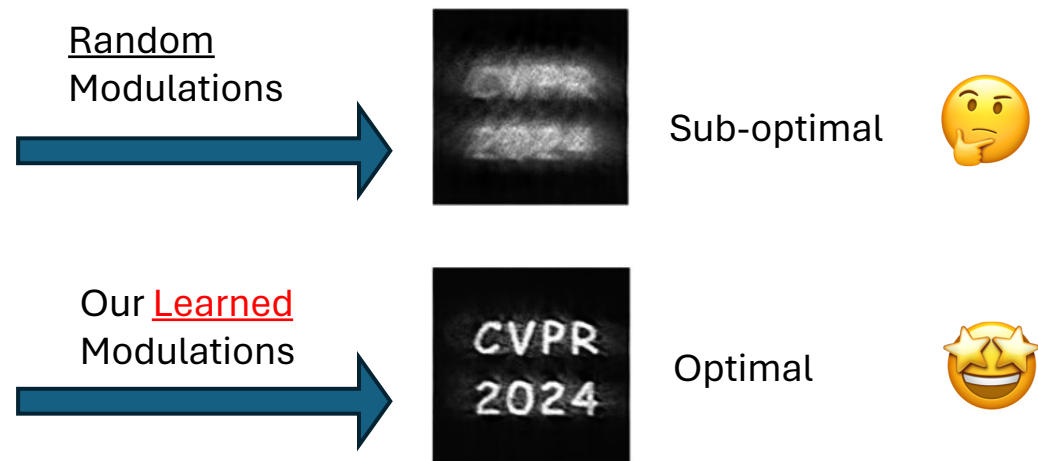 Random
Modulations
CVPR
2024
Sub-optimal
Our Learned
Modulations
CVPR
2024
Optimal